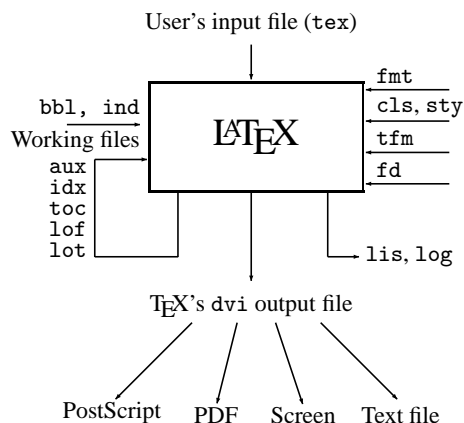 User's input file (tex)
fmt
bbl, ind
cls, sty
LATEX
Working files
tfm
aux
fd
idx
toc
lof
lot
lis, log
TEX's dvi output file
PostScript
PDF
Screen
Text file